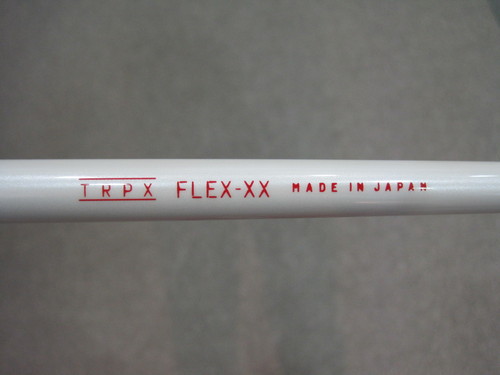 TRPX FLEX-XX MADE IN JAPAN